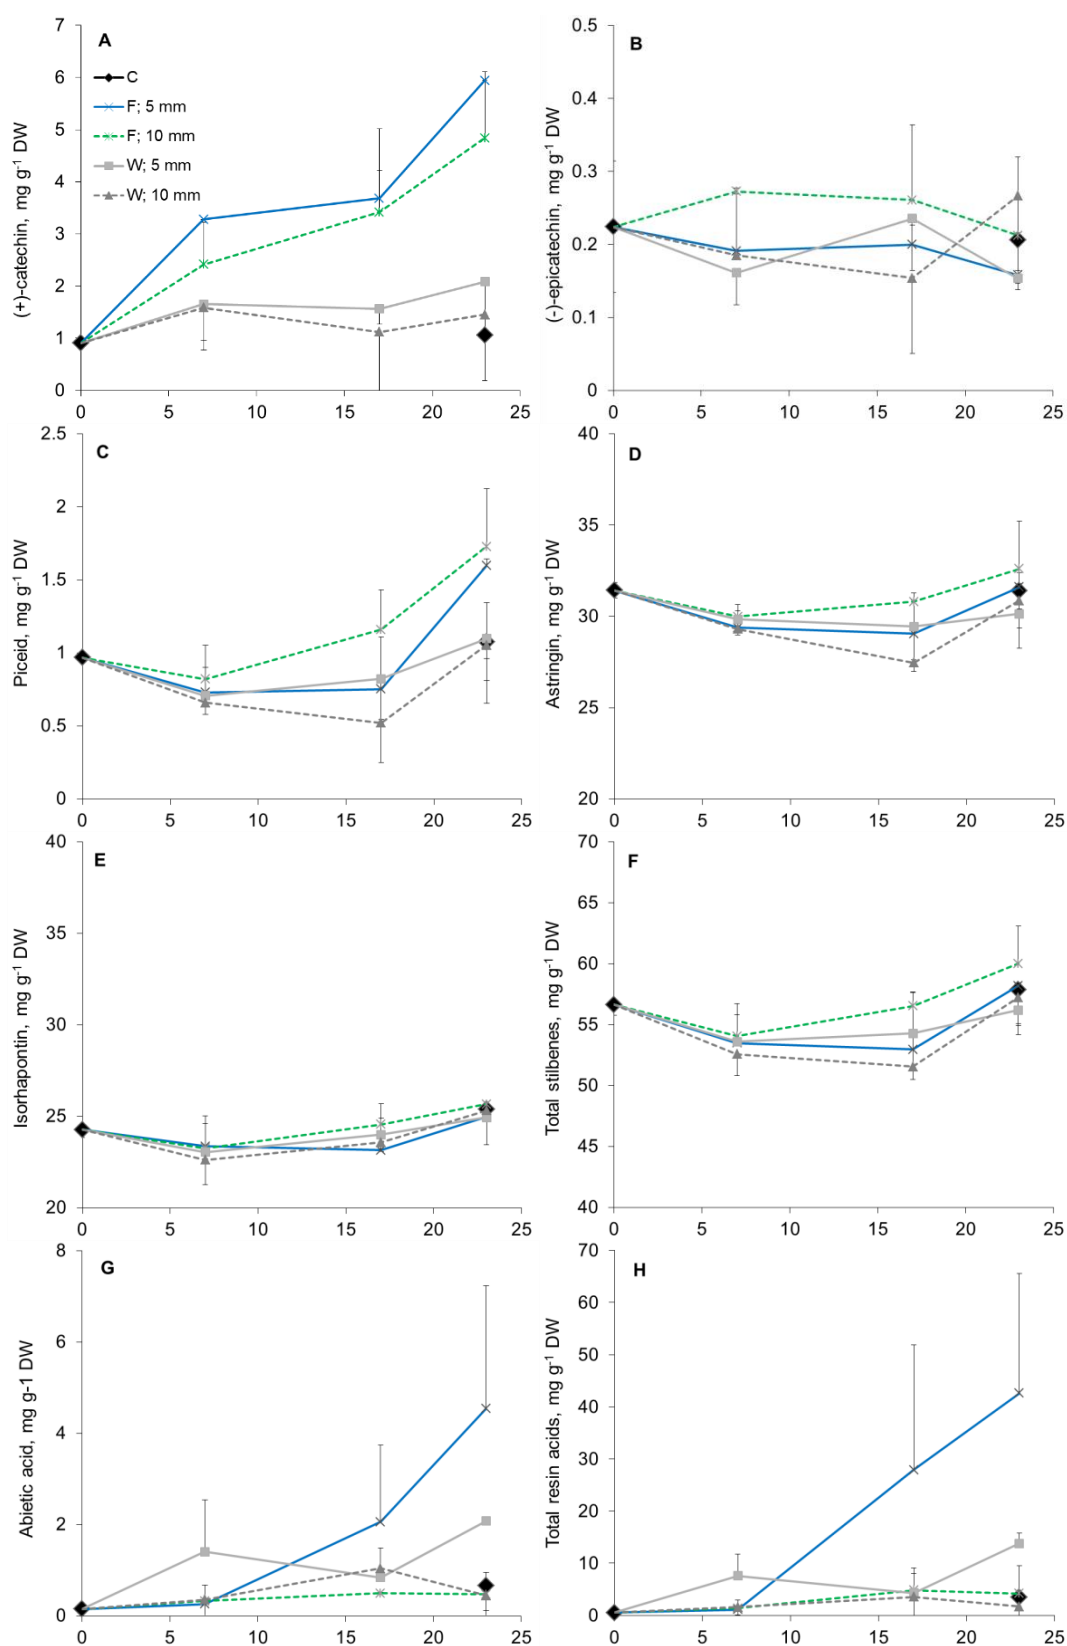 A
(+)-catechin, mg g-1 DW
7
6
5
4
3
2
1
0
0 5 10 15 20 25
C
F; 5 mm
F; 10 mm
W; 5 mm
W; 10 mm
B
(-)-epicatechin, mg g-1 DW
0.5
0.4
0.3
0.2
0.1
0
0 5 10 15 20 25
C
Piceid, mg g-1 DW
2.5
2
1.5
1
0.5
0
0 5 10 15 20 25
D
Astringin, mg g-1 DW
40
35
30
25
20
0 5 10 15 20 25
E
Isorhapontin, mg g-1 DW
40
35
30
25
20
0 5 10 15 20 25
F
Total stilbenes, mg g-1 DW
70
65
60
55
50
45
40
0 5 10 15 20 25
G
Abietic acid, mg g-1 DW
8
6
4
2
0
0 5 10 15 20 25
H
Total resin acids, mg g-1 DW
70
60
50
40
30
20
10
0
0 5 10 15 20 25